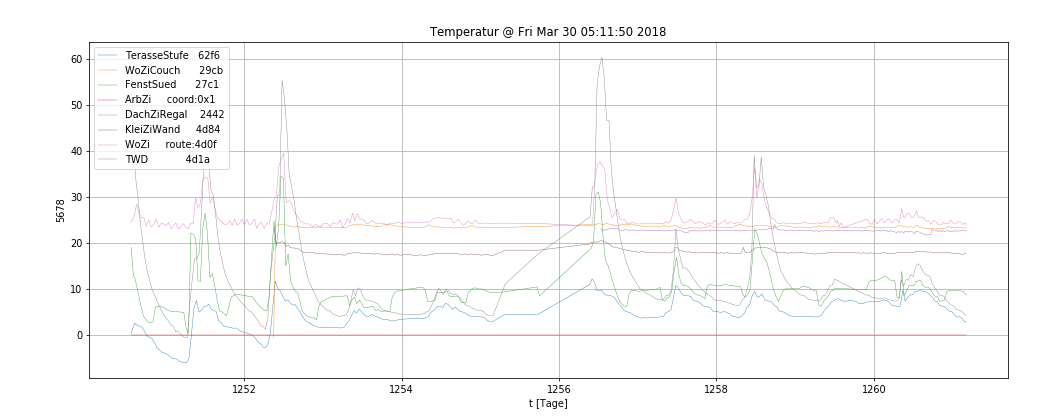 Temperatur @ Fri Mar 30 05:11:50 2018
60
50
40
30
20
10
0
5678
TerasseStufe 62f6
WoZiCouch 29cb
FenstSued 27c1
ArbZi coord:0x1
DachZiRegal 2442
KleiZiWand 4d84
WoZi route:4d0f
TWD 4d1a
1252 1254 1256 1258 1260
t [Tage]